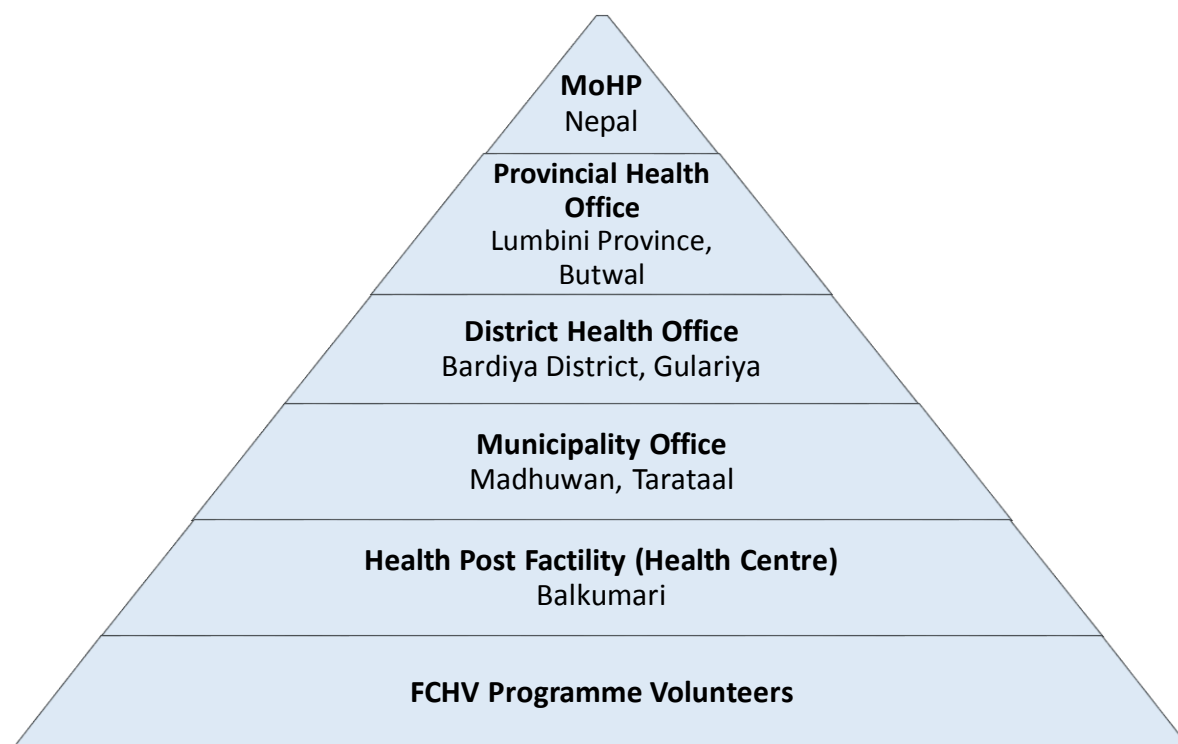 MoHP
Nepal
Provincial Health
Office
Lumbini Province,
Butwal
District Health Office
Bardiya District, Gulariya
Municipality Office
Madhuwan, Tarataal
Health Post Factility (Health Centre)
Balkumari
FCHV Programme Volunteers